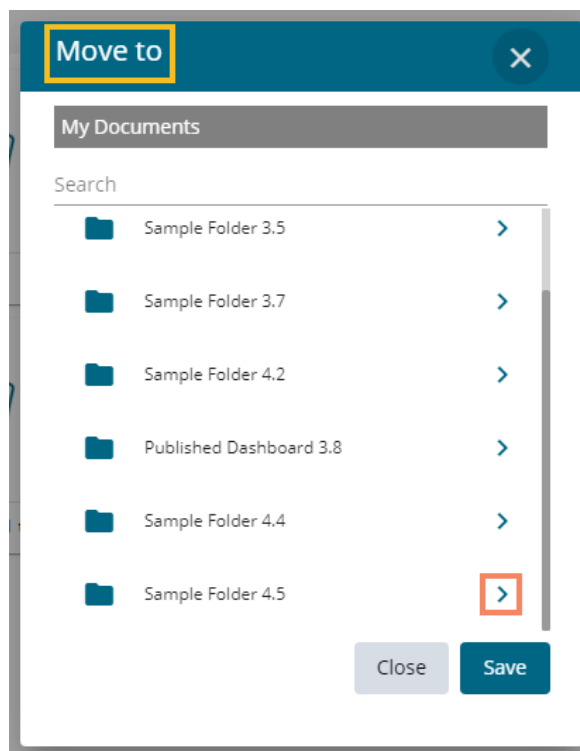 Move to
My Documents
Search
Sample Folder 3.5
Sample Folder 3.7
Sample Folder 4.2
Published Dashboard 3.8
Sample Folder 4.4
Sample Folder 4.5
Close Save